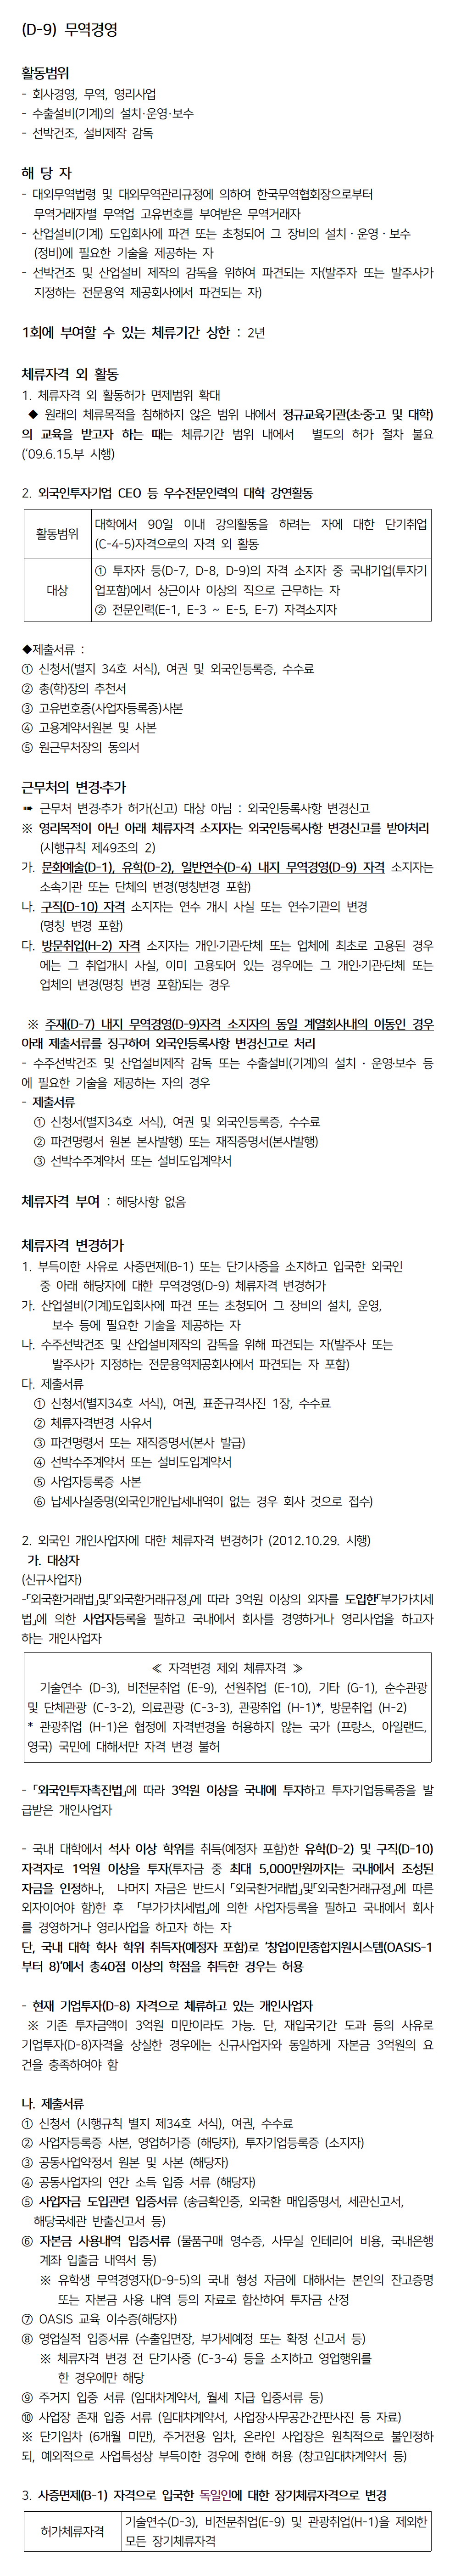 (D-9) 무역경영
활동범위
- 회사경영, 무역, 영리사업
- 수출설비(기계)의 설치·운영·보수
- 선박건조, 설비제작 감독
해 당 자
- 대외무역법령 및 대외무역관리규정에 의하여 한국무역협회장으로부터
무역거래자별 무역업 고유번호를 부여받은 무역거래자
- 산업설비(기계) 도입회사에 파견 또는 초청되어 그 장비의 설치 · 운영 · 보수
(정비)에 필요한 기술을 제공하는 자
- 선박건조 및 산업설비 제작의 감독을 위하여 파견되는 자(발주자 또는 발주사가
지정하는 전문용역 제공회사에서 파견되는 자)
1회에 부여할 수 있는 체류기간 상한 : 2년
체류자격 외 활동
1. 체류자격 외 활동허가 면제범위 확대
◆ 원래의 체류목적을 침해하지 않은 범위 내에서 정규교육기관(초·중·고 및 대학)
의 교육을 받고자 하는 때는 체류기간 범위 내에서 별도의 허가 절차 불요
('09.6.15.부 시행)
2. 외국인투자기업 CEO 등 우수전문인력의 대학 강연활동
활동범위
대학에서 90일 이내 강의활동을 하려는 자에 대한 단기취업
(C-4-5)자격으로의 자격 외 활동
대상
① 투자자 등(D-7, D-8, D-9)의 자격 소지자 중 국내기업(투자기
업포함)에서 상근이사 이상의 직으로 근무하는 자
② 전문인력(E-1, E-3 ~ E-5, E-7) 자격소지자
◆제출서류 :
① 신청서(별지 34호 서식), 여권 및 외국인등록증, 수수료
② 총(학)장의 추천서
③ 고유번호증(사업자등록증)사본
④ 고용계약서원본 및 사본
⑤ 원근무처장의 동의서
근무처의 변경·추가
➠ 근무처 변경·추가 허가(신고) 대상 아님 : 외국인등록사항 변경신고
※ 영리목적이 아닌 아래 체류자격 소지자는 외국인등록사항 변경신고를 받아처리
(시행규칙 제49조의 2)
가. 문화예술(D-1), 유학(D-2), 일반연수(D-4) 내지 무역경영(D-9) 자격 소지자는
소속기관 또는 단체의 변경(명칭변경 포함)
나. 구직(D-10) 자격 소지자는 연수 개시 사실 또는 연수기관의 변경
(명칭 변경 포함)
다. 방문취업(H-2) 자격 소지자는 개인·기관·단체 또는 업체에 최초로 고용된 경우
에는 그 취업개시 사실, 이미 고용되어 있는 경우에는 그 개인·기관·단체 또는
업체의 변경(명칭 변경 포함)되는 경우
※ 주재(D-7) 내지 무역경영(D-9)자격 소지자의 동일 계열회사내의 이동인 경우
아래 제출서류를 징구하여 외국인등록사항 변경신고로 처리
- 수주선박건조 및 산업설비제작 감독 또는 수출설비(기계)의 설치 · 운영·보수 등
에 필요한 기술을 제공하는 자의 경우
- 제출서류
① 신청서(별지34호 서식), 여권 및 외국인등록증, 수수료
② 파견명령서 원본 본사발행) 또는 재직증명서(본사발행)
③ 선박수주계약서 또는 설비도입계약서
체류자격 부여 : 해당사항 없음
체류자격 변경허가
1. 부득이한 사유로 사증면제(B-1) 또는 단기사증을 소지하고 입국한 외국인
중 아래 해당자에 대한 무역경영(D-9) 체류자격 변경허가
가. 산업설비(기계)도입회사에 파견 또는 초청되어 그 장비의 설치, 운영,
보수 등에 필요한 기술을 제공하는 자
나. 수주선박건조 및 산업설비제작의 감독을 위해 파견되는 자(발주자 또는
발주사가 지정하는 전문용역제공회사에서 파견되는 자 포함)
다. 제출서류
① 신청서(별지34호 서식), 여권, 표준규격사진 1장, 수수료
② 체류자격변경 사유서
③ 파견명령서 또는 재직증명서(본사 발급)
④ 선박수주계약서 또는 설비도입계약서
⑤ 사업자등록증 사본
⑥ 납세사실증명(외국인개인납세내역이 없는 경우 회사 것으로 접수)
2. 외국인 개인사업자에 대한 체류자격 변경허가 (2012.10.29. 시행)
가. 대상자
(신규사업자)
-「외국환거래법」및「외국환거래규정」에 따라 3억원 이상의 외자를 도입한「부가가치세
법」에 의한 사업자등록을 필하고 국내에서 회사를 경영하거나 영리사업을 하고자
하는 개인사업자
≪ 자격변경 제외 체류자격 ≫
기술연수 (D-3), 비전문취업 (E-9), 선원취업 (E-10), 기타 (G-1), 순수관광
및 단체관광 (C-3-2), 의료관광 (C-3-3), 관광취업 (H-1)*, 방문취업 (H-2)
* 관광취업 (H-1)은 협정에 자격변경을 허용하지 않는 국가 (프랑스, 아일랜드,
영국) 국민에 대해서만 자격 변경 불허
- 「외국인투자촉진법」에 따라 3억원 이상을 국내에 투자하고 투자기업등록증을 발
급받은 개인사업자
- 국내 대학에서 석사 이상 학위를 취득(예정자 포함)한 유학(D-2) 및 구직(D-10)
자격자로 1억원 이상을 투자(투자금 중 최대 5,000만원까지는 국내에서 조성된
자금을 인정하나, 나머지 자금은 반드시 「외국환거래법」및「외국환거래규정」에 따른
외자이어야 함)한 후 「부가가치세법」에 의한 사업자등록을 필하고 국내에서 회사
를 경영하거나 영리사업을 하고자 하는 자
단, 국내 대학 학사 학위 취득자(예정자 포함)로 '창업이민종합지원시스템(OASIS-1
부터 8)'에서 총40점 이상의 학점을 취득한 경우는 허용
- 현재 기업투자(D-8) 자격으로 체류하고 있는 개인사업자
※ 기존 투자금액이 3억원 미만이라도 가능. 단, 재입국기간 도과 등의 사유로
기업투자(D-8)자격을 상실한 경우에는 신규사업자와 동일하게 자본금 3억원의 요
건을 충족하여야 함
나. 제출서류
① 신청서 (시행규칙 별지 제34호 서식), 여권, 수수료
② 사업자등록증 사본, 영업허가증 (해당자), 투자기업등록증 (소지자)
③ 공동사업약정서 원본 및 사본 (해당자)
④ 공동사업자의 연간 소득 입증 서류 (해당자)
⑤ 사업자금 도입관련 입증서류 (송금확인증, 외국환 매입증명서, 세관신고서,
해당국세관 반출신고서 등)
⑥ 자본금 사용내역 입증서류 (물품구매 영수증, 사무실 인테리어 비용, 국내은행
계좌 입출금 내역서 등)
※ 유학생 무역경영자(D-9-5)의 국내 형성 자금에 대해서는 본인의 잔고증명
또는 자본금 사용 내역 등의 자료로 합산하여 투자금 산정
⑦ OASIS 교육 이수증(해당자)
⑧ 영업실적 입증서류 (수출입면장, 부가세예정 또는 확정 신고서 등)
※ 체류자격 변경 전 단기사증 (C-3-4) 등을 소지하고 영업행위를
한 경우에만 해당
⑨ 주거지 입증 서류 (임대차계약서, 월세 지급 입증서류 등)
⑩ 사업장 존재 입증 서류 (임대차계약서, 사업장·사무공간·간판사진 등 자료)
※ 단기임차 (6개월 미만), 주거전용 임차, 온라인 사업장은 원칙적으로 불인정하
되, 예외적으로 사업특성상 부득이한 경우에 한해 허용 (창고임대차계약서 등)
3. 사증면제(B-1) 자격으로 입국한 독일인에 대한 장기체류자격으로 변경
허가체류자격
기술연수(D-3), 비전문취업(E-9) 및 관광취업(H-1)을 제외한
모든 장기체류자격